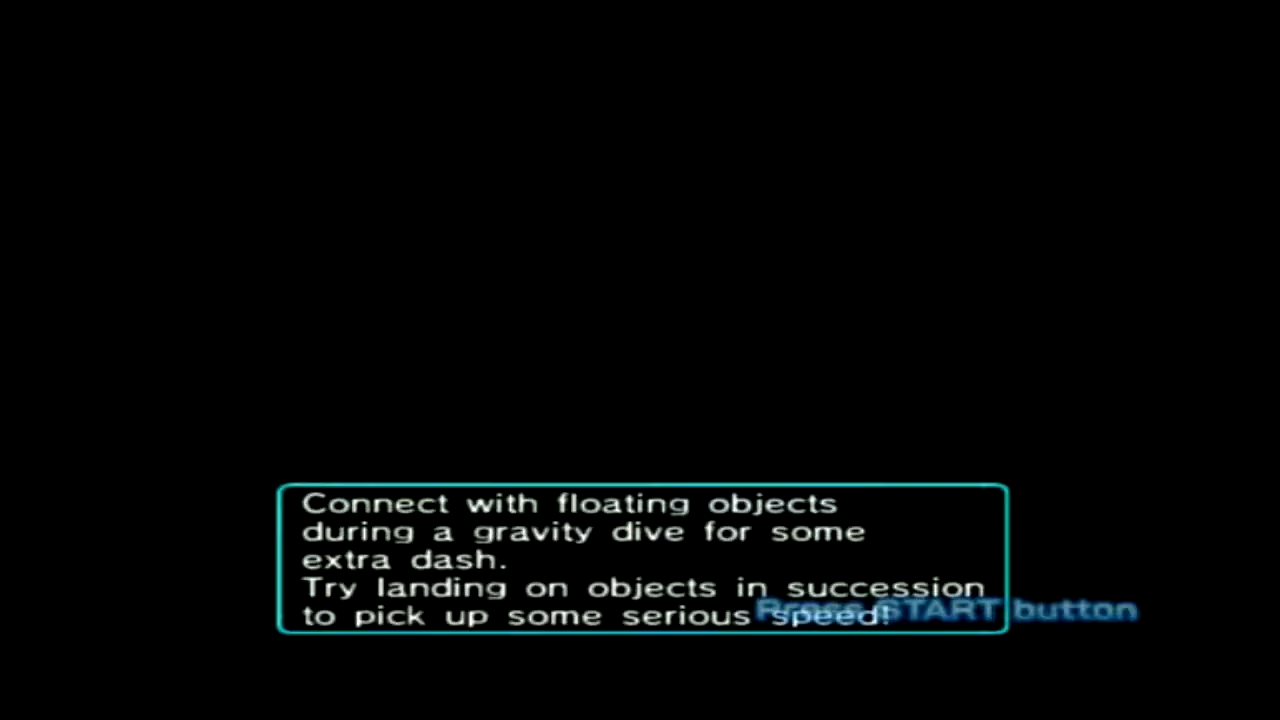 Connect with floating objects
during a gravity dive for some
extra dash.
Try landing on objects in succession
to pick up some serious speed!
Press START button